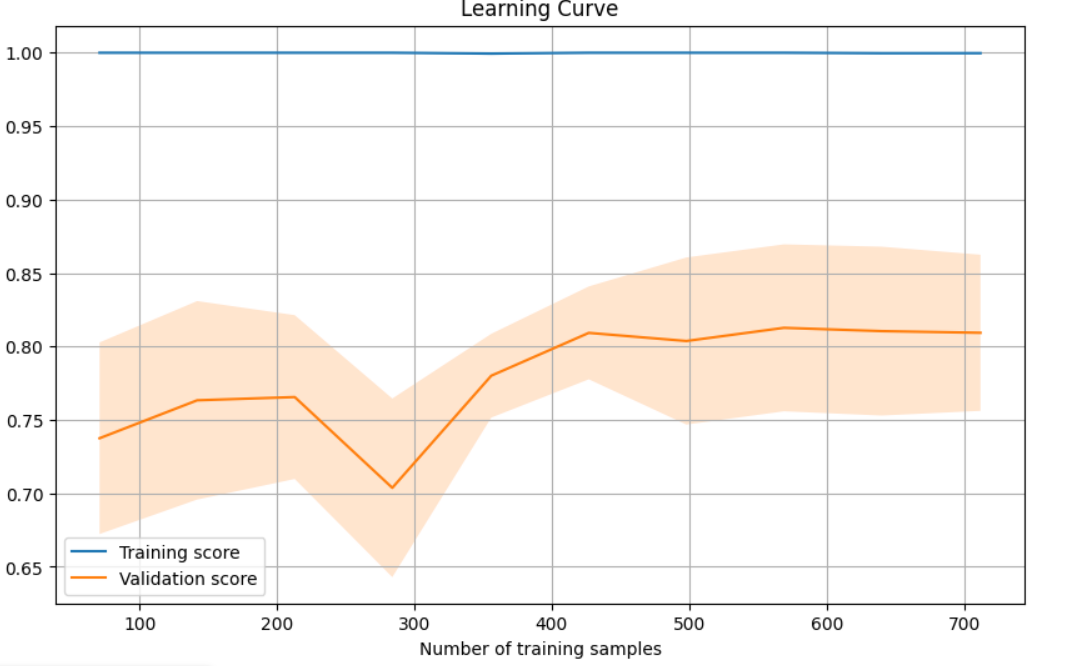 Learning Curve
1.00
0.95
0.90
0.85
0.80
0.75
0.70
0.65
Training score
Validation score
100 200 300 400 500 600 700
Number of training samples